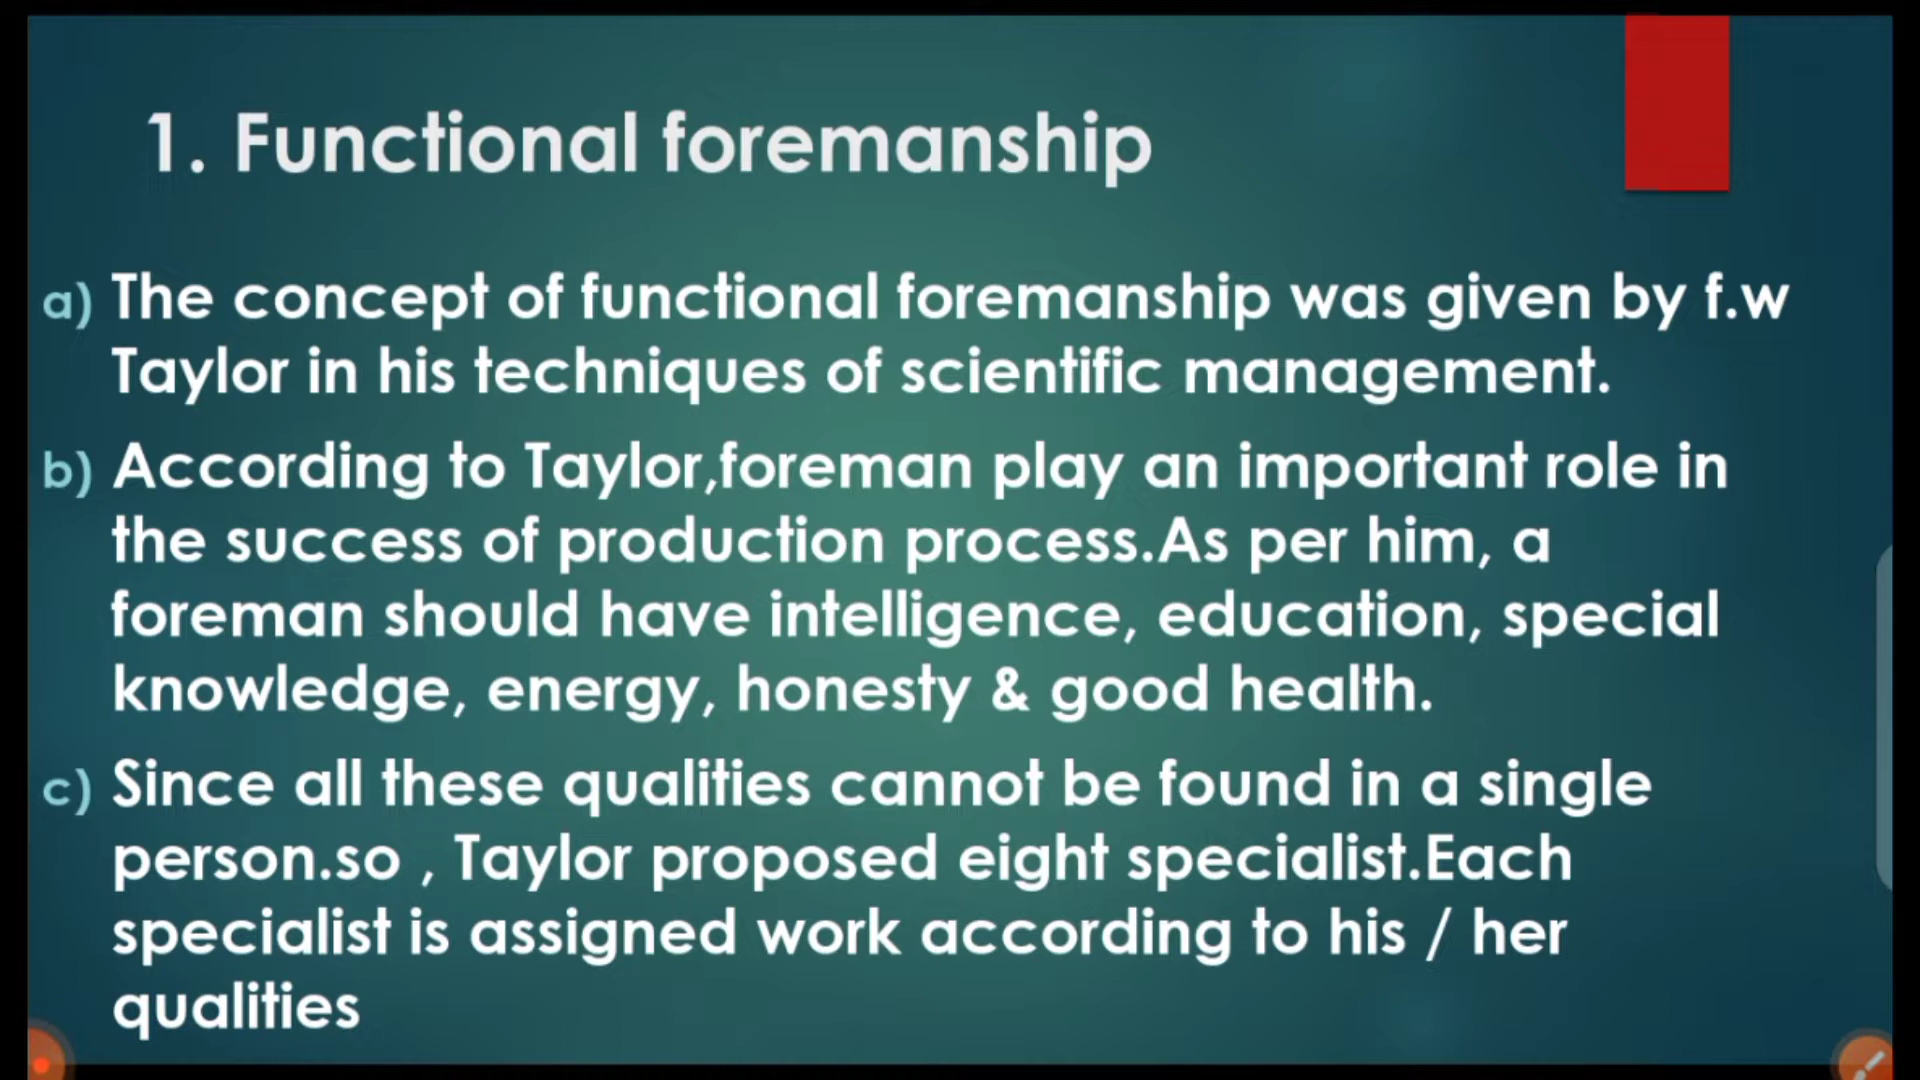 1. Functional foremanship
a) The concept of functional foremanship was given by f.w
Taylor in his techniques of scientific management.
b) According to Taylor,foreman play an important role in
the success of production process.As per him, a
foreman should have intelligence, education, special
knowledge, energy, honesty & good health.
c) Since all these qualities cannot be found in a single
person.so , Taylor proposed eight specialist.Each
specialist is assigned work according to his / her
qualities